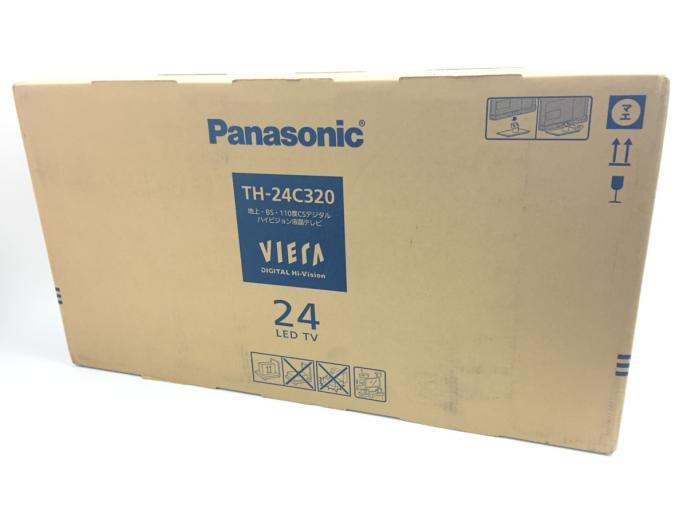 Panasonic®
マエ
TH-24C320
地上・BS・110度CSデジタル
ハイビジョン液晶テレビ
VIErA
DIGITAL Hi-Vision
24
LED TV